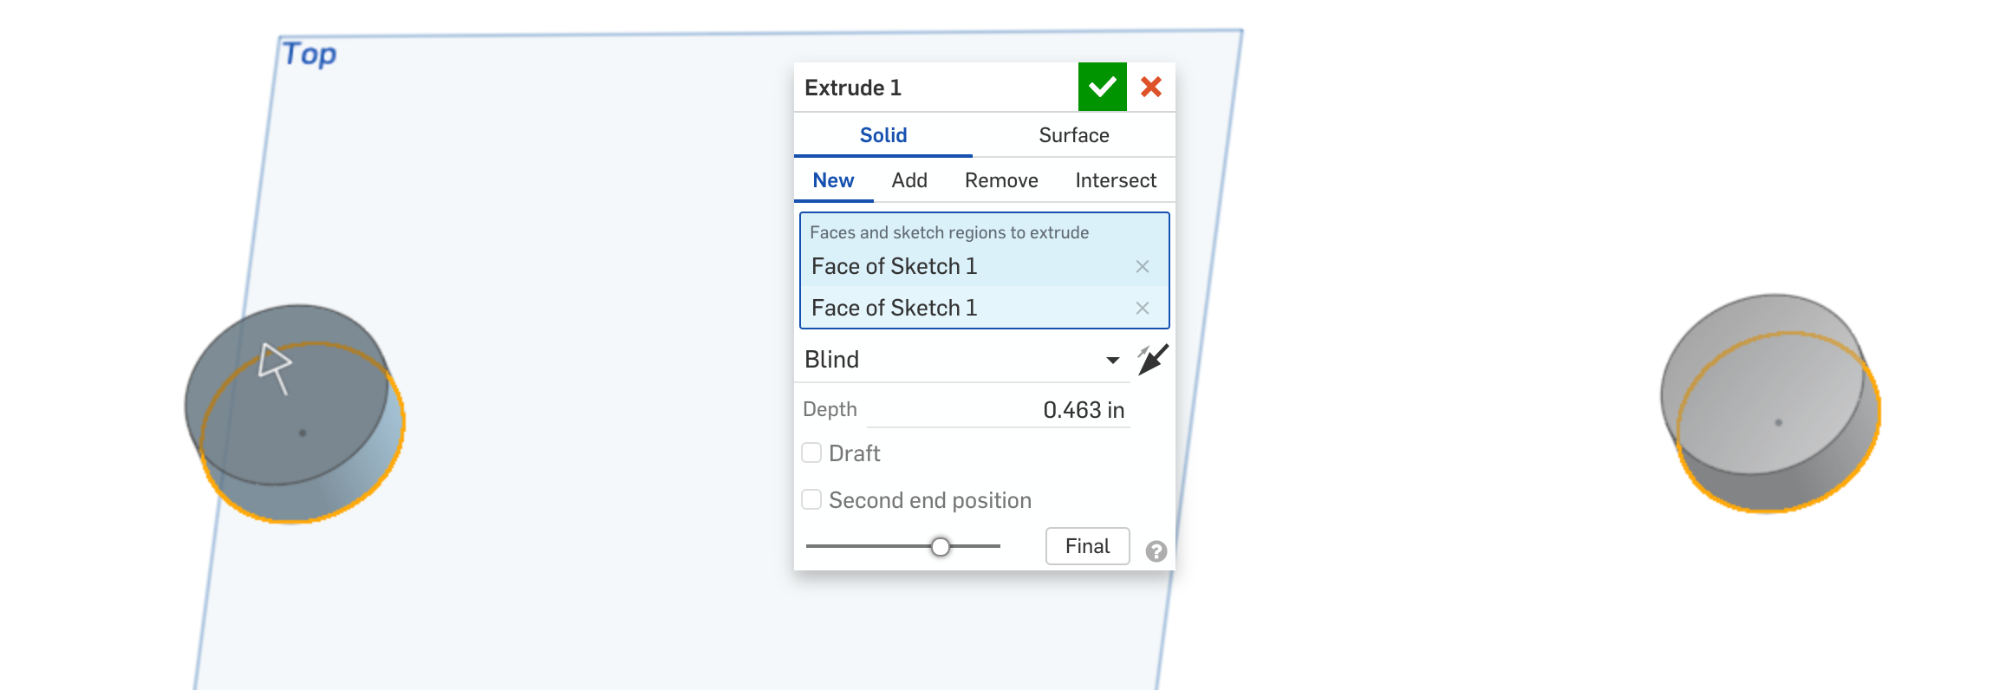 Top
Extrude 1
Solid Surface
New Add Remove Intersect
Faces and sketch regions to extrude
Face of Sketch 1
Face of Sketch 1
Blind
Depth 0.463 in
Draft
Second end position
Final ?